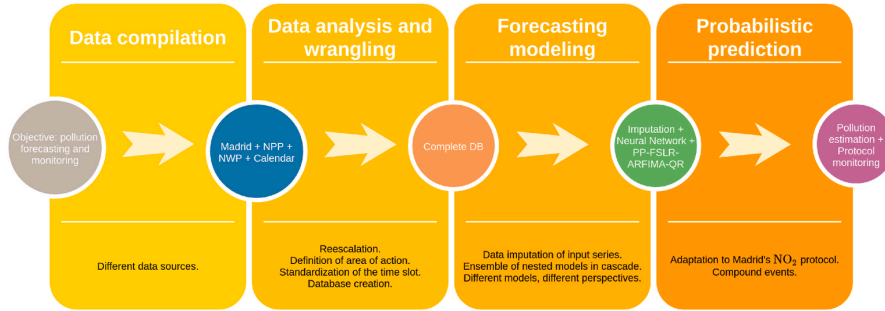 Data compilation
Data analysis and
wrangling
Forecasting
modeling
Probabilistic
prediction
Objective: pollution
forecasting and
monitoring
Madrid + NPP +
NWP + Calendar
Complete DB
Imputation +
Neural Network +
PP-FSLR-
ARFIMA-QR
Pollution
estimation +
Protocol
monitoring
Different data sources.
Reescalation.
Definition of area of action.
Standardization of the time slot.
Database creation.
Data imputation of input series.
Ensemble of nested models in cascade.
Different models, different perspectives.
Adaptation to Madrid's NO₂ protocol.
Compound events.